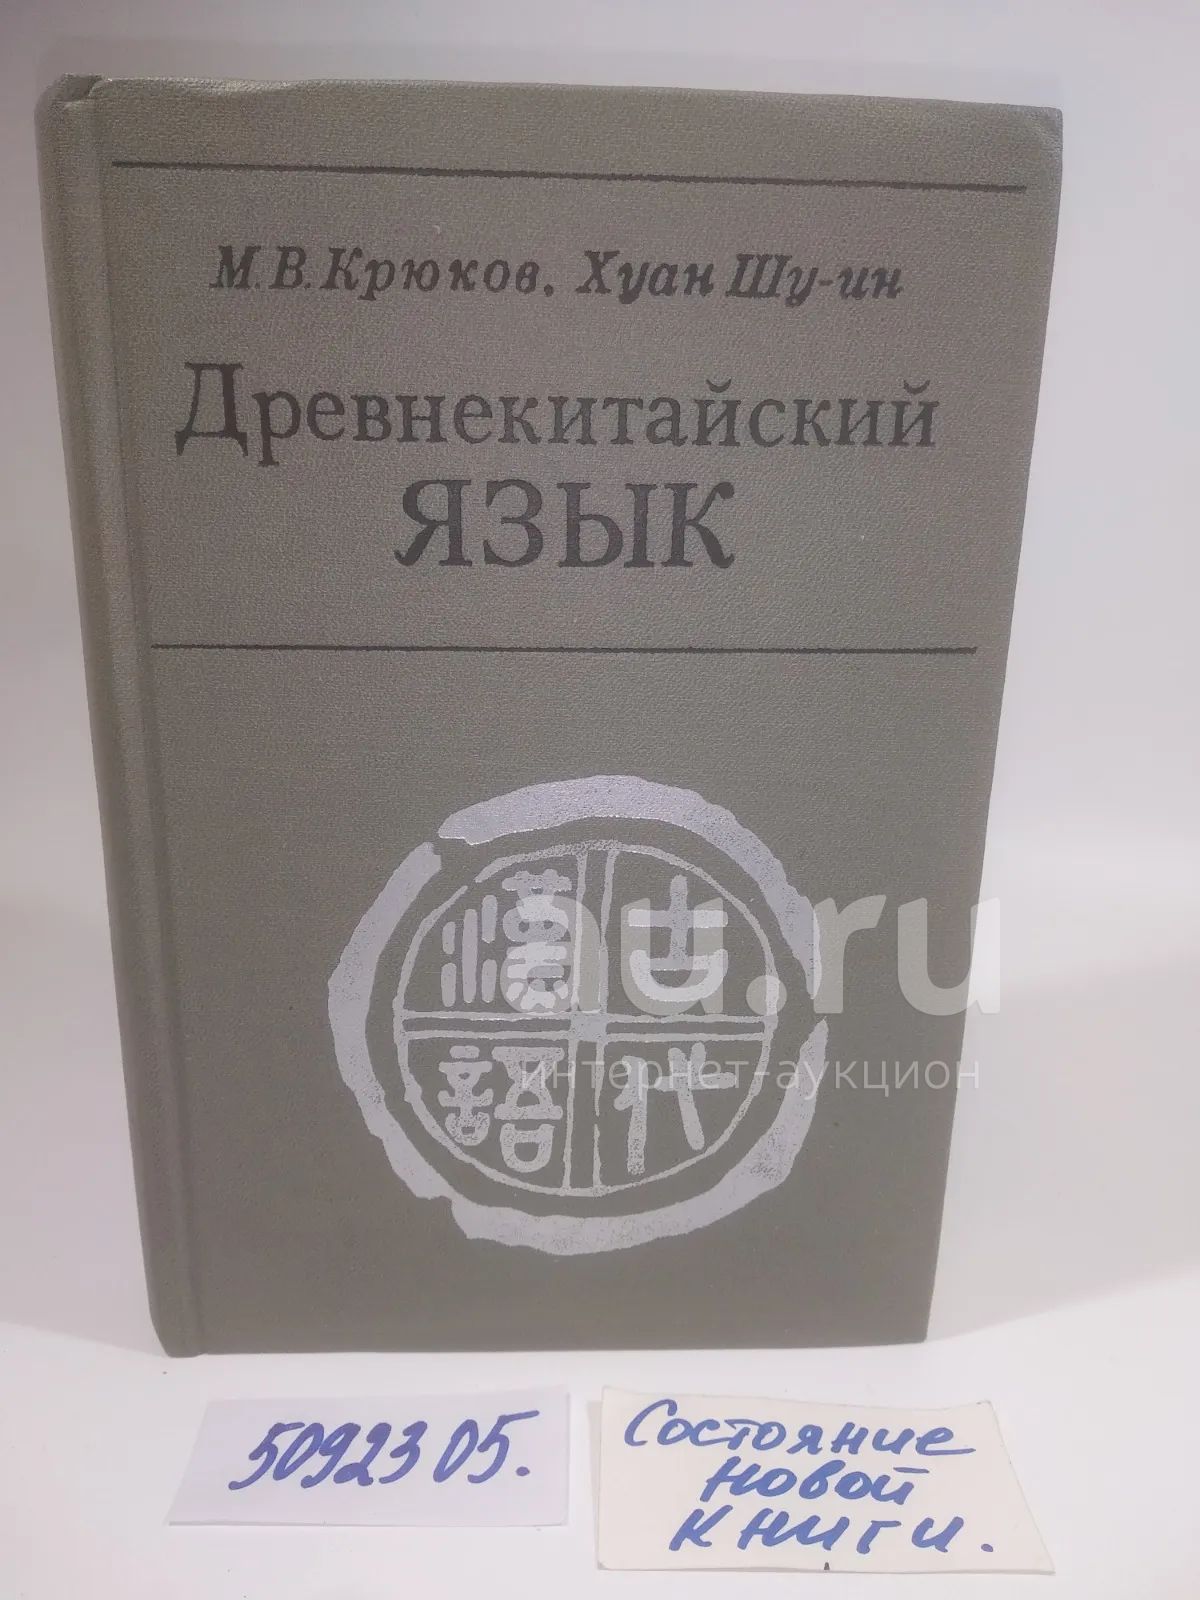 М.В.Крюков, Хуан Шу-ин
Древнекитайский
ЯЗЫК
古代
漢語
au.ru
интернет-аукцион
5092305.
Состояние
новой
книги.